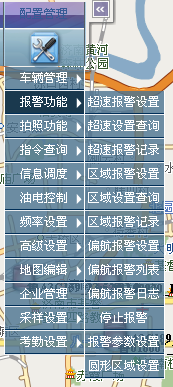 配置管理
黄河
公园
车辆管理
报警功能
拍照功能
指令查询
信息调度
油电控制
频率设置
高级设置
地图编辑
企业管理
采样设置
考勤设置
超速报警设置
超速设置查询
超速报警记录
区域报警设置
区域设置查询
区域报警记录
偏航报警设置
偏航报警列表
偏航报警日志
停止报警
报警参数设置
圆形区域设置